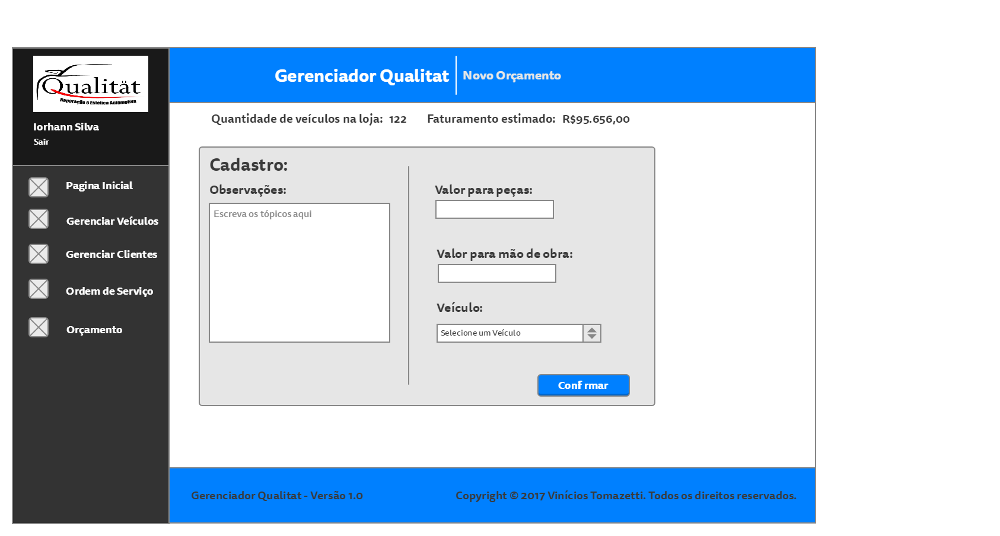 Qualität
Reparação e Estética Automotiva
Iorhann Silva
Sair
Pagina Inicial
Gerenciar Veículos
Gerenciar Clientes
Ordem de Serviço
Orçamento
Gerenciador Qualitat
Novo Orçamento
Quantidade de veículos na loja: 122
Faturamento estimado: R$95.656,00
Cadastro:
Observações:
Escreva os tópicos aqui
Valor para peças:
Valor para mão de obra:
Veículo:
Selecione um Veículo
Conf rmar
Gerenciador Qualitat - Versão 1.0
Copyright © 2017 Vinícios Tomazetti. Todos os direitos reservados.